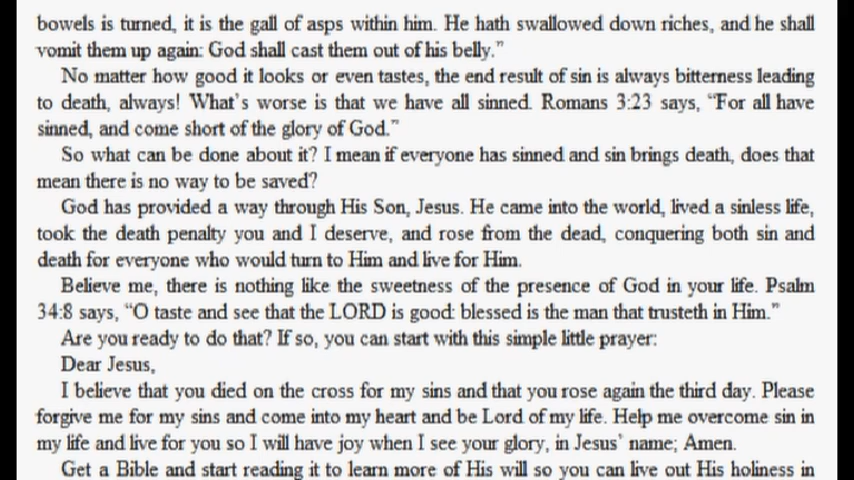 bowels is turned, it is the gall of asps within him. He hath swallowed down riches, and he shall
vomit them up again: God shall cast them out of his belly.”
No matter how good it looks or even tastes, the end result of sin is always bitterness leading
to death, always! What’s worse is that we have all sinned. Romans 3:23 says, “For all have
sinned, and come short of the glory of God.”
So what can be done about it? I mean if everyone has sinned and sin brings death, does that
mean there is no way to be saved?
God has provided a way through His Son, Jesus. He came into the world, lived a sinless life,
took the death penalty you and I deserve, and rose from the dead, conquering both sin and
death for everyone who would turn to Him and live for Him.
Believe me, there is nothing like the sweetness of the presence of God in your life. Psalm
34:8 says, “O taste and see that the LORD is good: blessed is the man that trusteth in Him.”
Are you ready to do that? If so, you can start with this simple little prayer:
Dear Jesus,
I believe that you died on the cross for my sins and that you rose again the third day. Please
forgive me for my sins and come into my heart and be Lord of my life. Help me overcome sin in
my life and live for you so I will have joy when I see your glory, in Jesus’ name; Amen.
Get a Bible and start reading it to learn more of His will so you can live out His holiness in